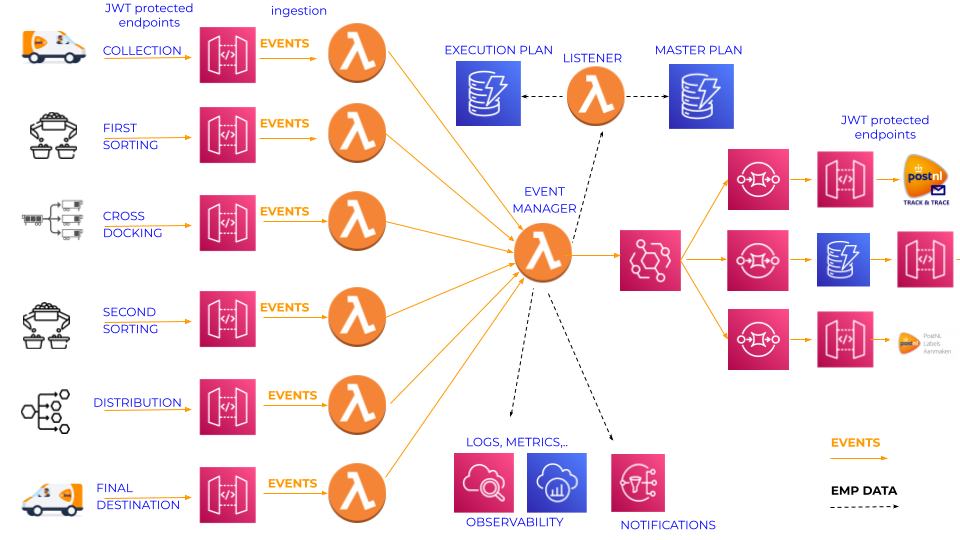 JWT protected
endpoints
ingestion
COLLECTION
EVENTS
EXECUTION PLAN
LISTENER
MASTER PLAN
FIRST
SORTING
EVENTS
JWT protected
endpoints
postnl
TRACK & TRACE
CROSS
DOCKING
EVENTS
EVENT
MANAGER
SECOND
SORTING
EVENTS
postnl
PostNL
Labels
Aanmaken
DISTRIBUTION
EVENTS
LOGS, METRICS,..
EVENTS
FINAL
DESTINATION
EVENTS
EMP DATA
OBSERVABILITY
NOTIFICATIONS